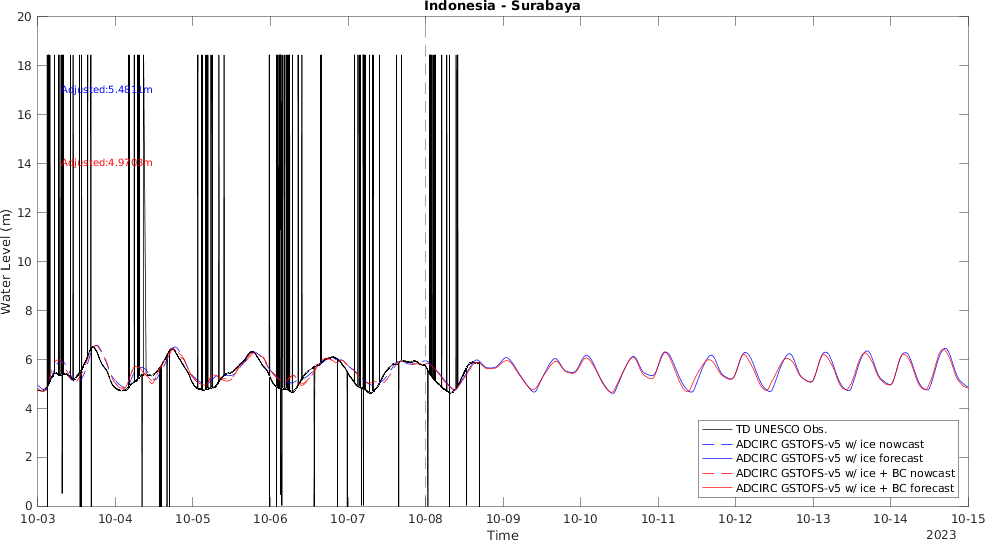 Indonesia - Surabaya
20
18
16
14
12
10
8
6
4
2
0
Water Level (m)
Adjusted:5.4811m
Adjusted:4.9703m
TD UNESCO Obs.
ADCIRC GSTOFS-v5 w/ ice nowcast
ADCIRC GSTOFS-v5 w/ ice forecast
ADCIRC GSTOFS-v5 w/ ice + BC nowcast
ADCIRC GSTOFS-v5 w/ ice + BC forecast
10-03 10-04 10-05 10-06 10-07 10-08 10-09 10-10 10-11 10-12 10-13 10-14 10-15
Time
2023